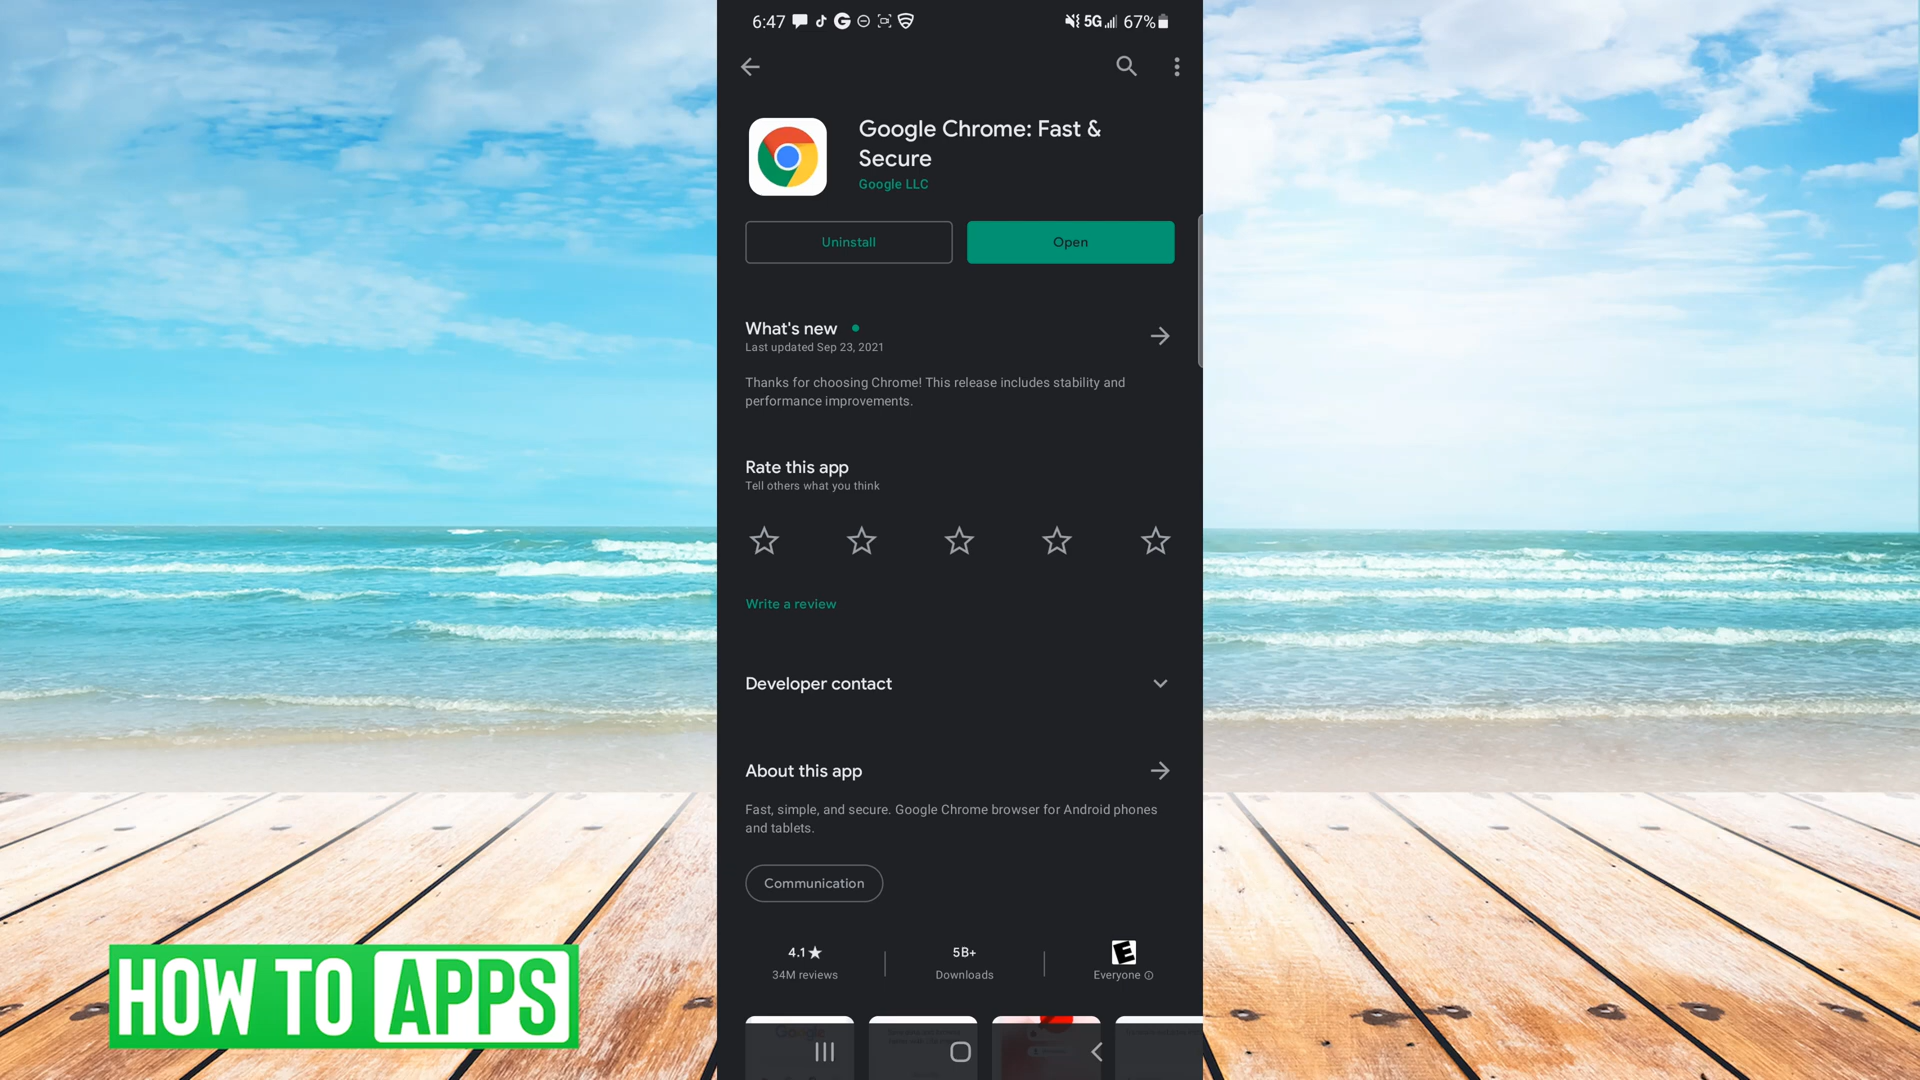 6:47
5G 67%
Google Chrome: Fast &
Secure
Google LLC
Uninstall
Open
What's new
Last updated Sep 23, 2021
Thanks for choosing Chrome! This release includes stability and
performance improvements.
Rate this app
Tell others what you think
Write a review
Developer contact
About this app
Fast, simple, and secure. Google Chrome browser for Android phones
and tablets.
Communication
4.1★
34M reviews
5B+
Downloads
E
Everyone
Google
HOW TO APPS